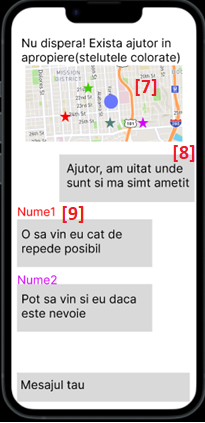 Nu dispera! Exista ajutor in
apropiere(stelutele colorate)
[7]
MISSION
DISTRICT
[8]
Ajutor, am uitat unde
sunt si ma simt ametit
Nume1 [9]
O sa vin eu cat de
repede posibil
Nume2
Pot sa vin si eu daca
este nevoie
Mesajul tau